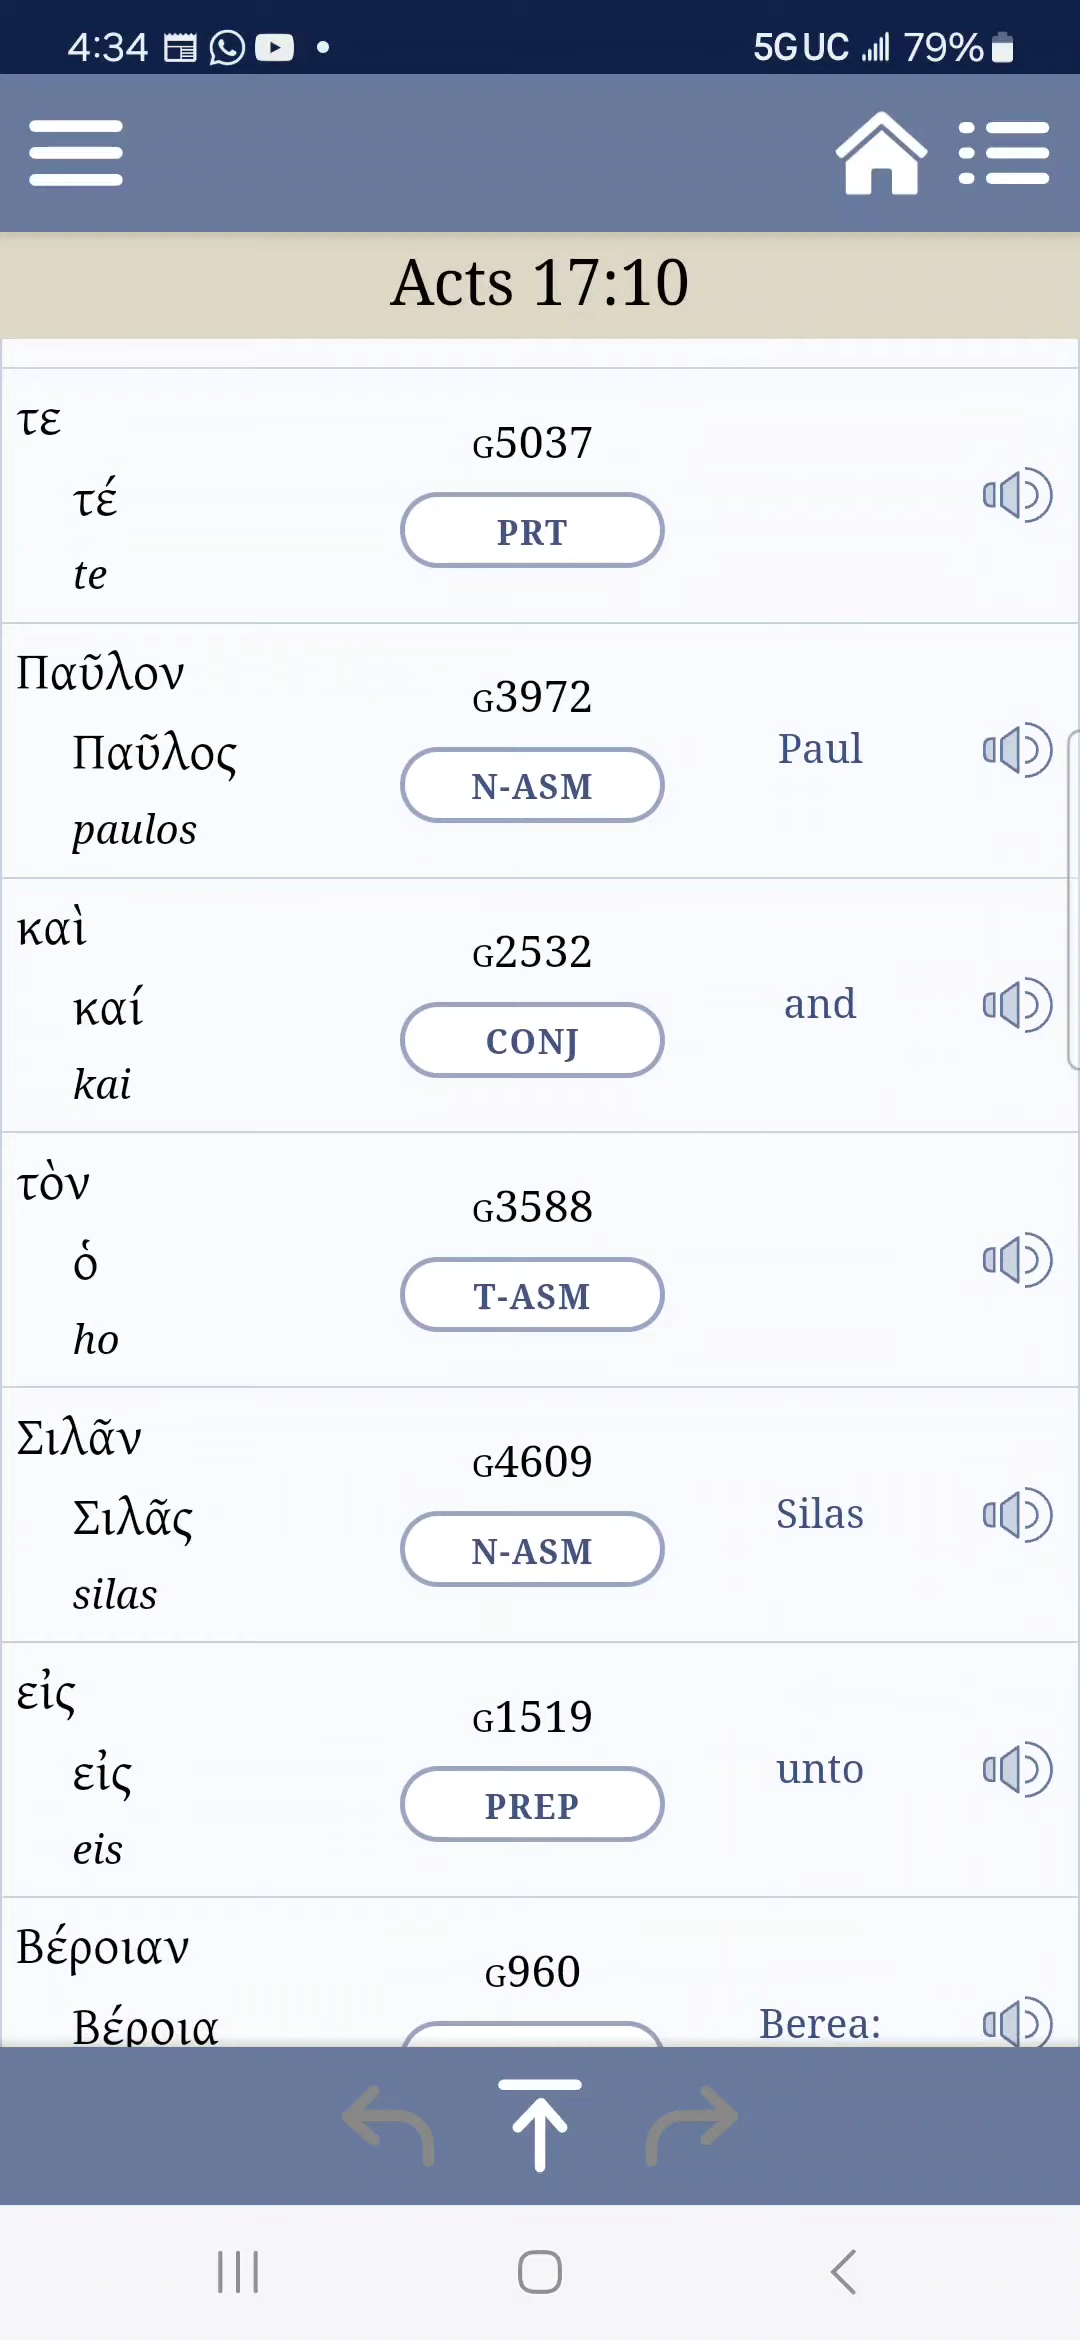 4:34
5G UC 79%
Acts 17:10
τε
τέ
te
G5037
PRT
Παῦλον
Παῦλος
paulos
G3972
N-ASM
Paul
καὶ
καί
kai
G2532
CONJ
and
τὸν
ὁ
ho
G3588
T-ASM
Σιλᾶν
Σιλᾶς
silas
G4609
N-ASM
Silas
εἰς
εἰς
eis
G1519
PREP
unto
Βέροιαν
Βέροια
G960
Berea: